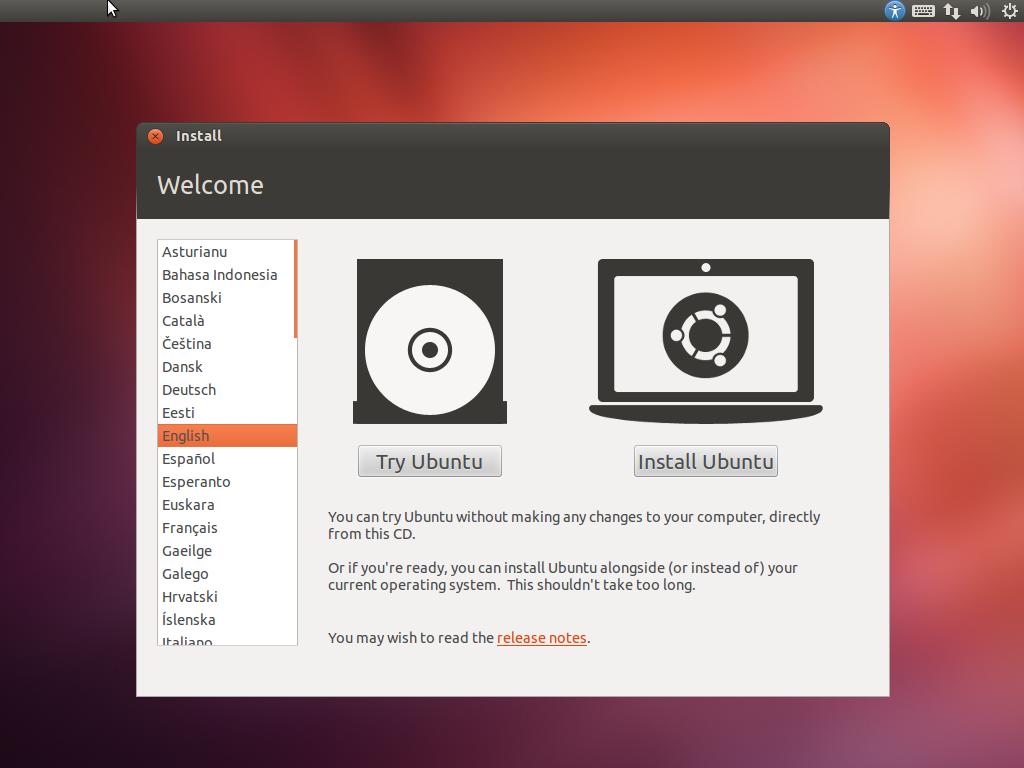 Install
Welcome
Asturianu
Bahasa Indonesia
Bosanski
Català
Čeština
Dansk
Deutsch
Eesti
English
Español
Esperanto
Euskara
Français
Gaeilge
Galego
Hrvatski
Íslenska
Italiano
Try Ubuntu
Install Ubuntu
You can try Ubuntu without making any changes to your computer, directly
from this CD.
Or if you're ready, you can install Ubuntu alongside (or instead of) your
current operating system.  This shouldn't take too long.
You may wish to read the release notes.